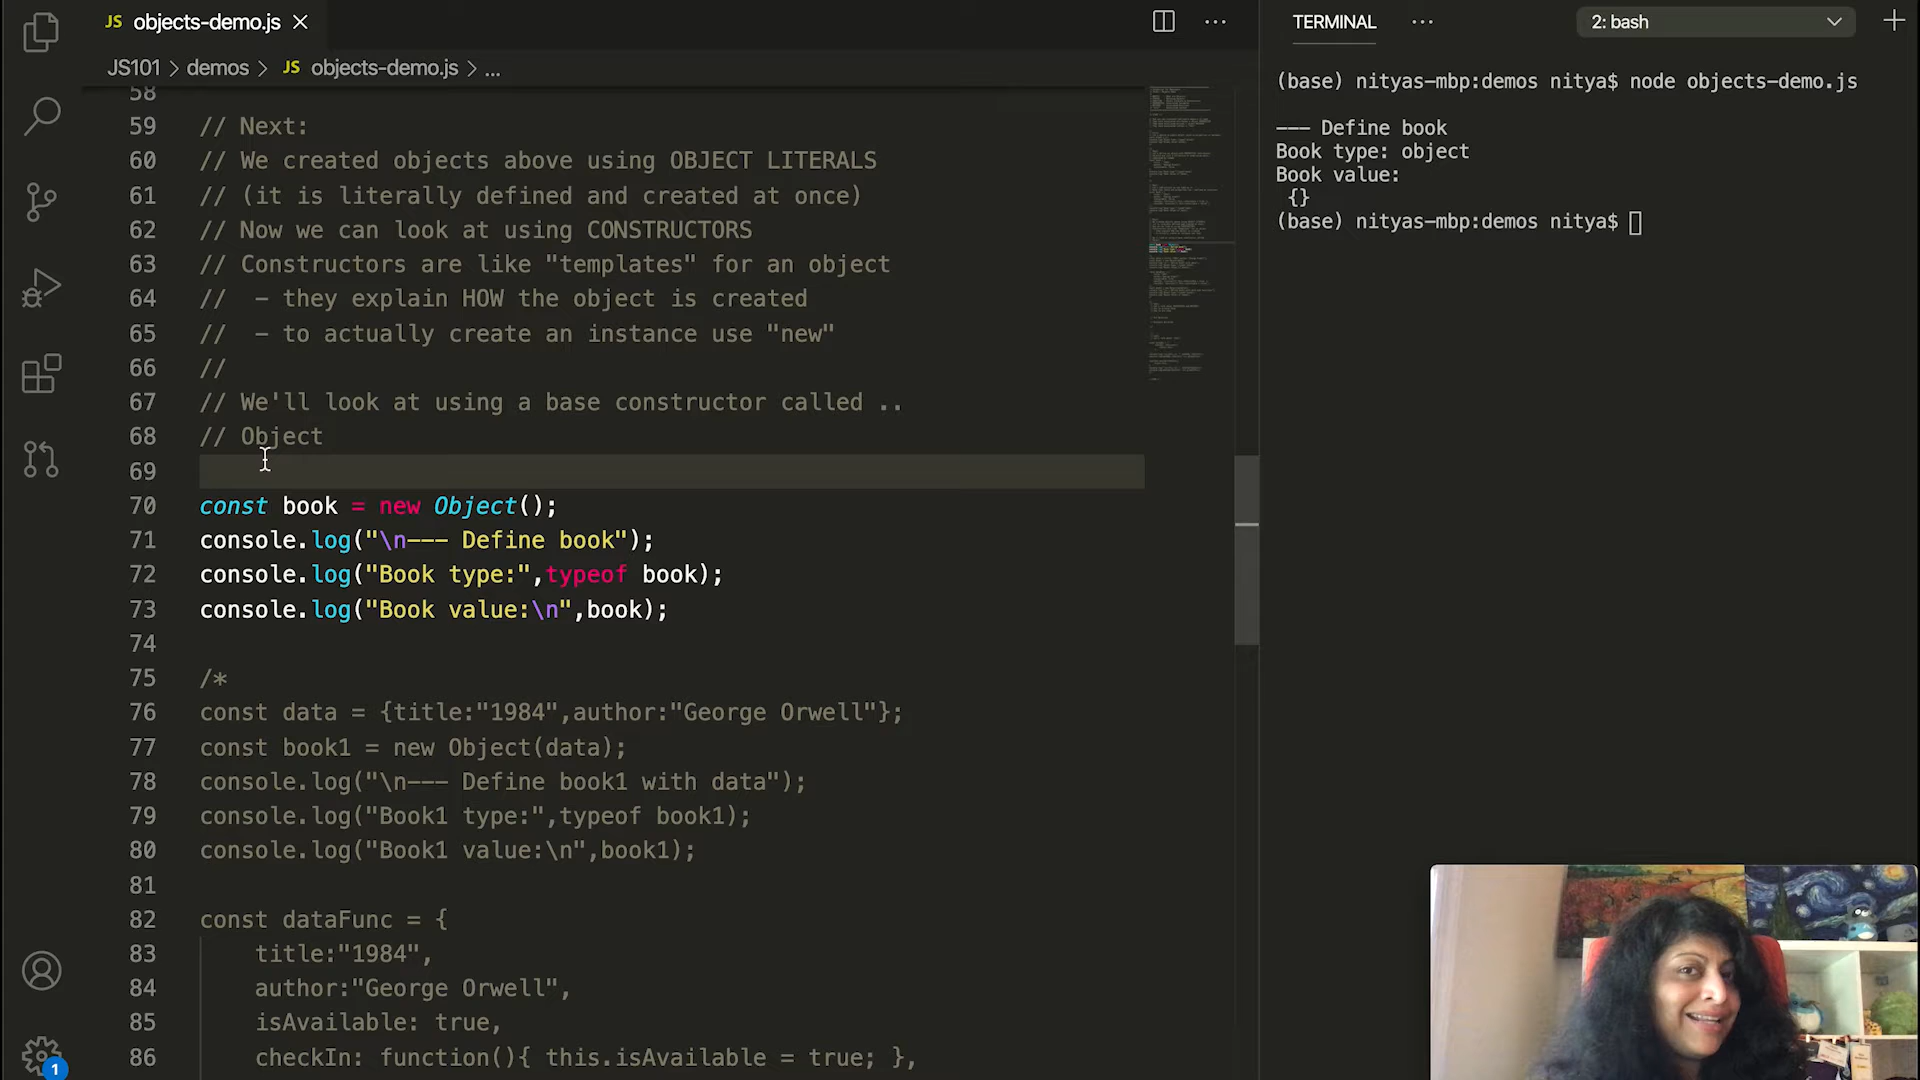 JS objects-demo.js
TERMINAL
2: bash
JS101 > demos > JS objects-demo.js > ...
58
59 // Next:
60 // We created objects above using OBJECT LITERALS
61 // (it is literally defined and created at once)
62 // Now we can look at using CONSTRUCTORS
63 // Constructors are like "templates" for an object
64 //  - they explain HOW the object is created
65 //  - to actually create an instance use "new"
66 //
67 // We'll look at using a base constructor called ..
68 // Object
69
70 const book = new Object();
71 console.log("\n--- Define book");
72 console.log("Book type:",typeof book);
73 console.log("Book value:\n",book);
74
75 /*
76 const data = {title:"1984",author:"George Orwell"};
77 const book1 = new Object(data);
78 console.log("\n--- Define book1 with data");
79 console.log("Book1 type:",typeof book1);
80 console.log("Book1 value:\n",book1);
81
82 const dataFunc = {
83     title:"1984",
84     author:"George Orwell",
85     isAvailable: true,
86     checkIn: function(){ this.isAvailable = true; },
1
(base) nityas-mbp:demos nitya$ node objects-demo.js
--- Define book
Book type: object
Book value:
 {}
(base) nityas-mbp:demos nitya$